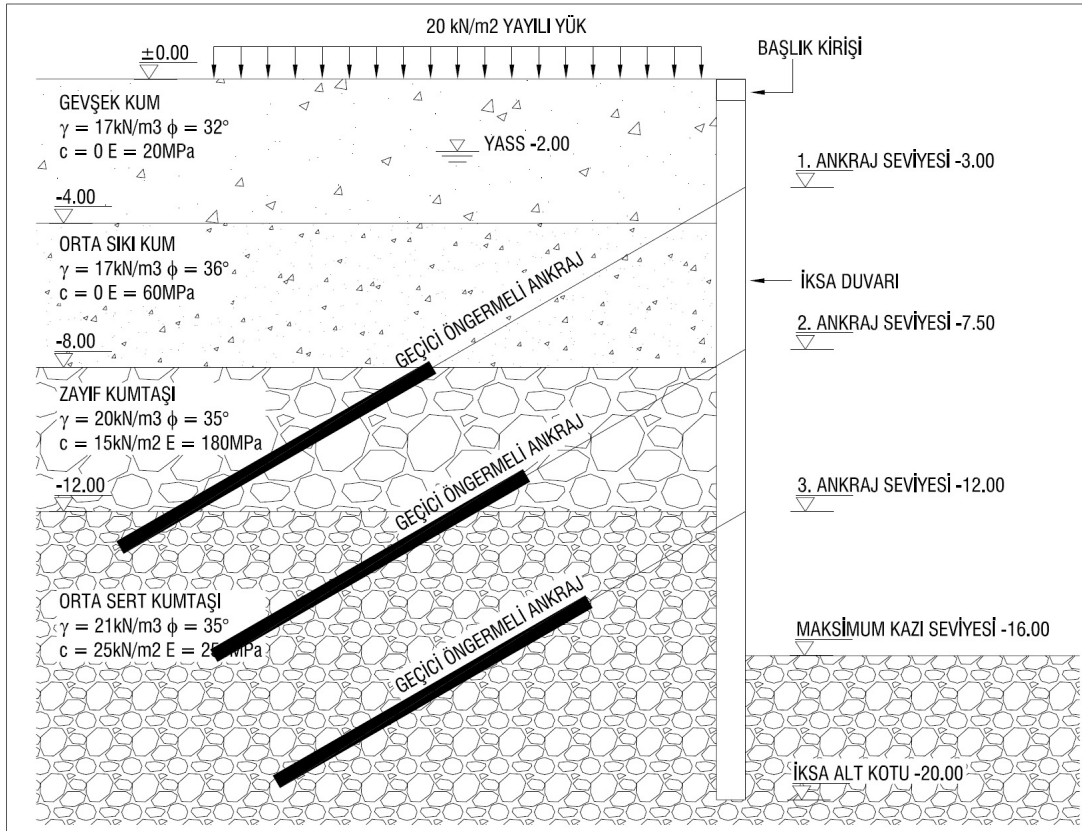 20 kN/m2 YAYILI YÜK
±0.00
BAŞLIK KİRİŞİ
GEVŞEK KUM
γ = 17kN/m3 ϕ = 32°
c = 0 E = 20MPa
YASS -2.00
1. ANKRAJ SEVİYESİ -3.00
-4.00
ORTA SIKI KUM
γ = 17kN/m3 ϕ = 36°
c = 0 E = 60MPa
GEÇİCİ ÖNGERMELİ ANKRAJ
İKSA DUVARI
2. ANKRAJ SEVİYESİ -7.50
-8.00
ZAYIF KUMTAŞI
γ = 20kN/m3 ϕ = 35°
c = 15kN/m2 E = 180MPa
GEÇİCİ ÖNGERMELİ ANKRAJ
-12.00
3. ANKRAJ SEVİYESİ -12.00
ORTA SERT KUMTAŞI
γ = 21kN/m3 ϕ = 35°
c = 25kN/m2 E = MPa
GEÇİCİ ÖNGERMELİ ANKRAJ
MAKSİMUM KAZI SEVİYESİ -16.00
İKSA ALT KOTU -20.00